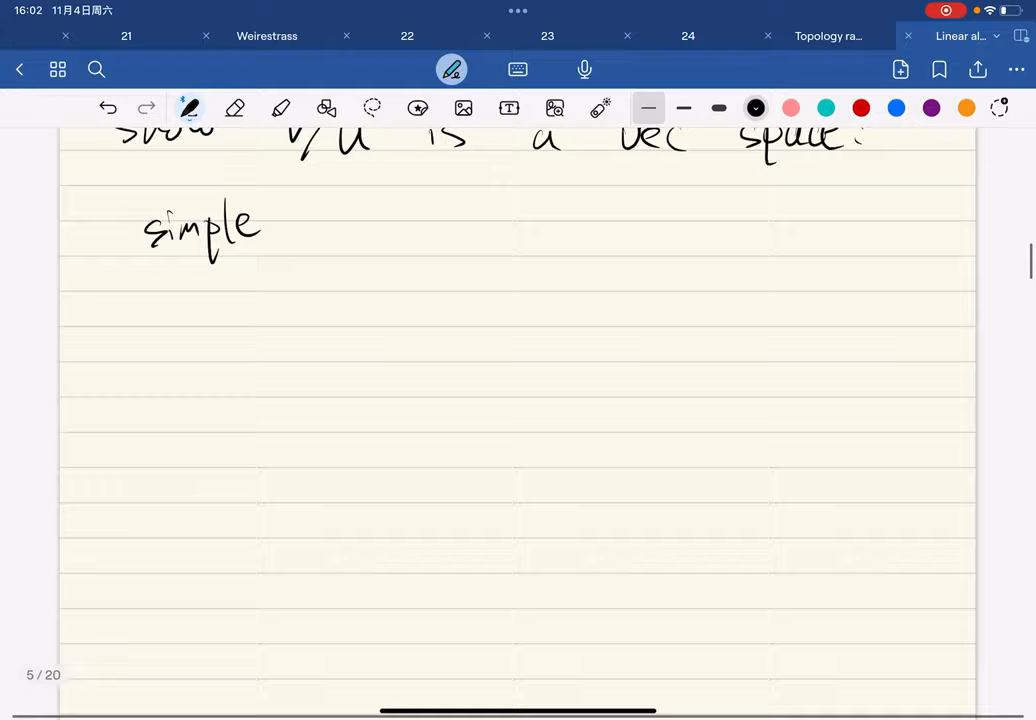 16:02 11月4日周六
21 Weirestrass 22 23 24 Topology ra... Linear al...
show V/U is a vec space.
simple
5 / 20